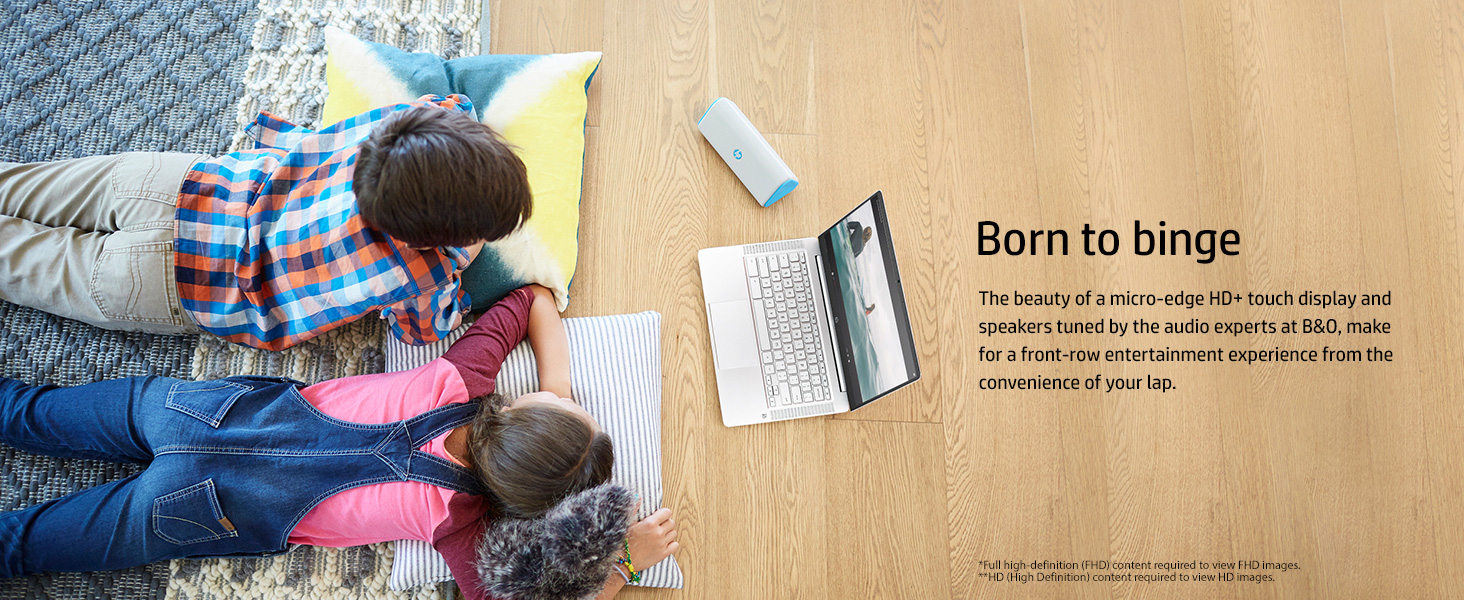 Born to binge
The beauty of a micro-edge HD+ touch display and
speakers tuned by the audio experts at B&O, make
for a front-row entertainment experience from the
convenience of your lap.
*Full high-definition (FHD) content required to view FHD images.
**HD (High Definition) content required to view HD images.